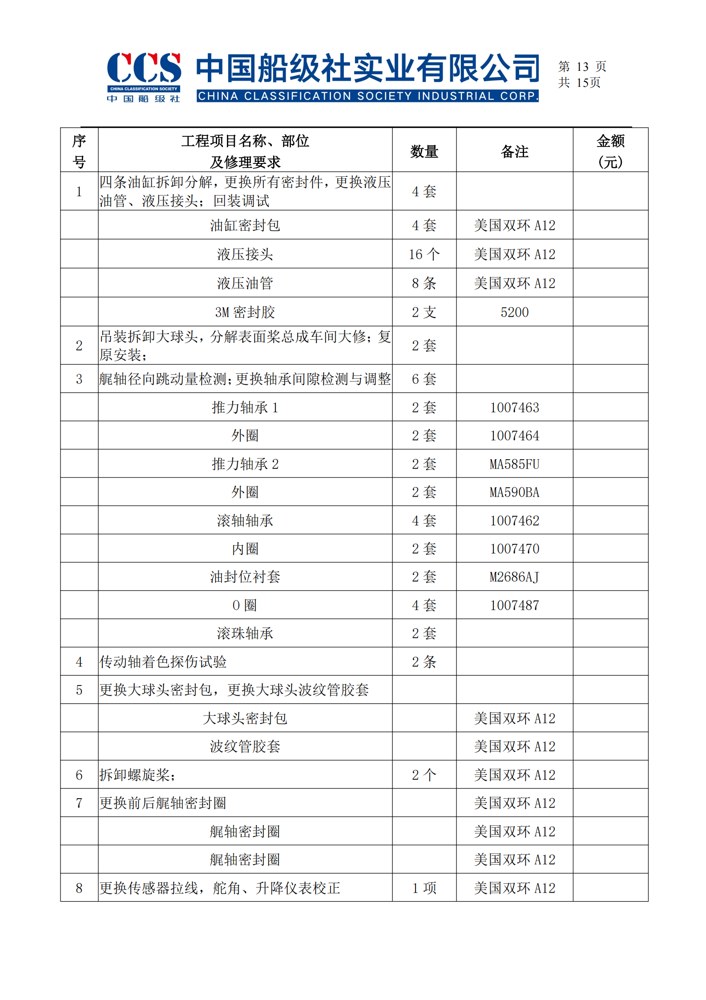 CCS
CHINA CLASSIFICATION SOCIETY
中国船级社
中国船级社实业有限公司
CHINA CLASSIFICATION SOCIETY INDUSTRIAL CORP.
第 13 页
共 15页
序号 工程项目名称、部位及修理要求 数量 备注 金额(元)
1 四条油缸拆卸分解，更换所有密封件，更换液压
油管、液压接头；回装调试 4 套
油缸密封包 4 套 美国双环 A12
液压接头 16 个 美国双环 A12
液压油管 8 条 美国双环 A12
3M 密封胶 2 支 5200
2 吊装拆卸大球头，分解表面桨总成车间大修；复
原安装； 2 套
3 艉轴径向跳动量检测；更换轴承间隙检测与调整 6 套
推力轴承 1 2 套 1007463
外圈 2 套 1007464
推力轴承 2 2 套 MA585FU
外圈 2 套 MA590BA
滚轴轴承 4 套 1007462
内圈 2 套 1007470
油封位衬套 2 套 M2686AJ
O 圈 4 套 1007487
滚珠轴承 2 套
4 传动轴着色探伤试验 2 条
5 更换大球头密封包，更换大球头波纹管胶套
大球头密封包 美国双环 A12
波纹管胶套 美国双环 A12
6 拆卸螺旋桨； 2 个 美国双环 A12
7 更换前后艉轴密封圈 美国双环 A12
艉轴密封圈 美国双环 A12
艉轴密封圈 美国双环 A12
8 更换传感器拉线，舵角、升降仪表校正 1 项 美国双环 A12